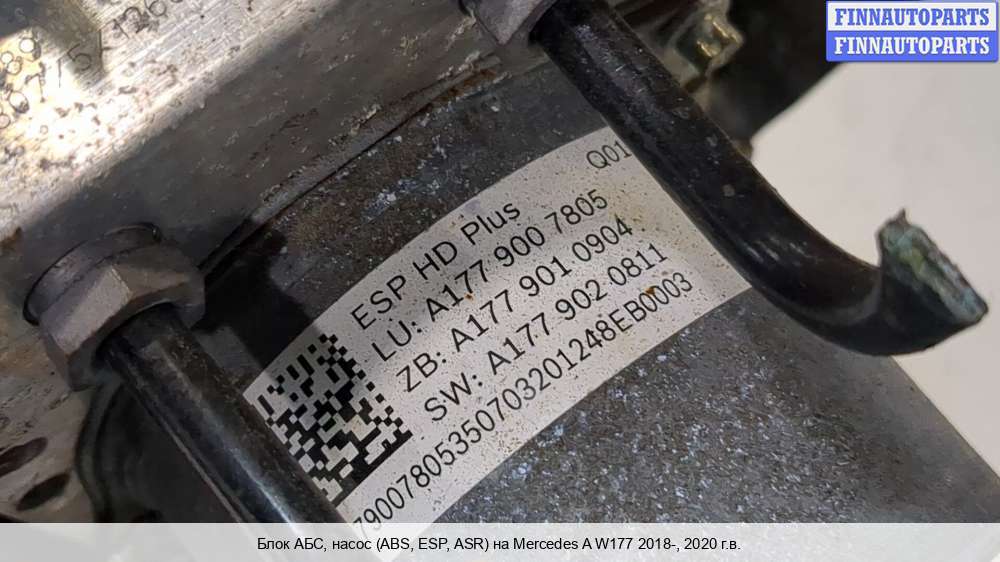 FINNAUTOPARTS
FINNAUTOPARTS
Q01
ESP HD Plus
LU: A177 900 7805
ZB: A177 901 0904
SW: A177 902 0811
79007805350703201248EB0003
Блок АБС, насос (ABS, ESP, ASR) на Mercedes A W177 2018-, 2020 г.в.